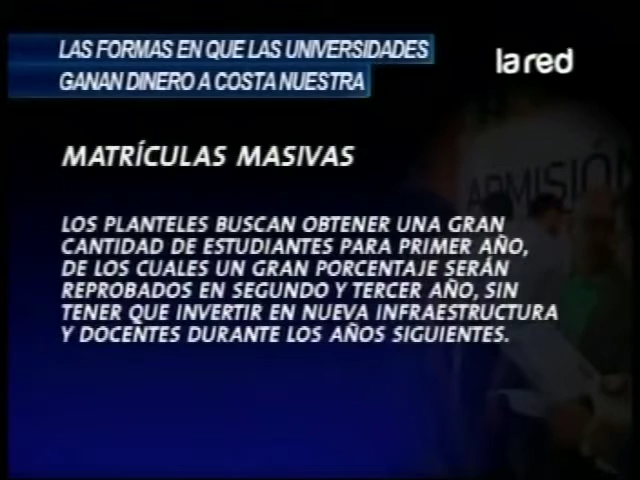 LAS FORMAS EN QUE LAS UNIVERSIDADES
GANAN DINERO A COSTA NUESTRA
la red
MATRÍCULAS MASIVAS
ADMISIÓN
LOS PLANTELES BUSCAN OBTENER UNA GRAN
CANTIDAD DE ESTUDIANTES PARA PRIMER AÑO,
DE LOS CUALES UN GRAN PORCENTAJE SERÁN
REPROBADOS EN SEGUNDO Y TERCER AÑO, SIN
TENER QUE INVERTIR EN NUEVA INFRAESTRUCTURA
Y DOCENTES DURANTE LOS AÑOS SIGUIENTES.